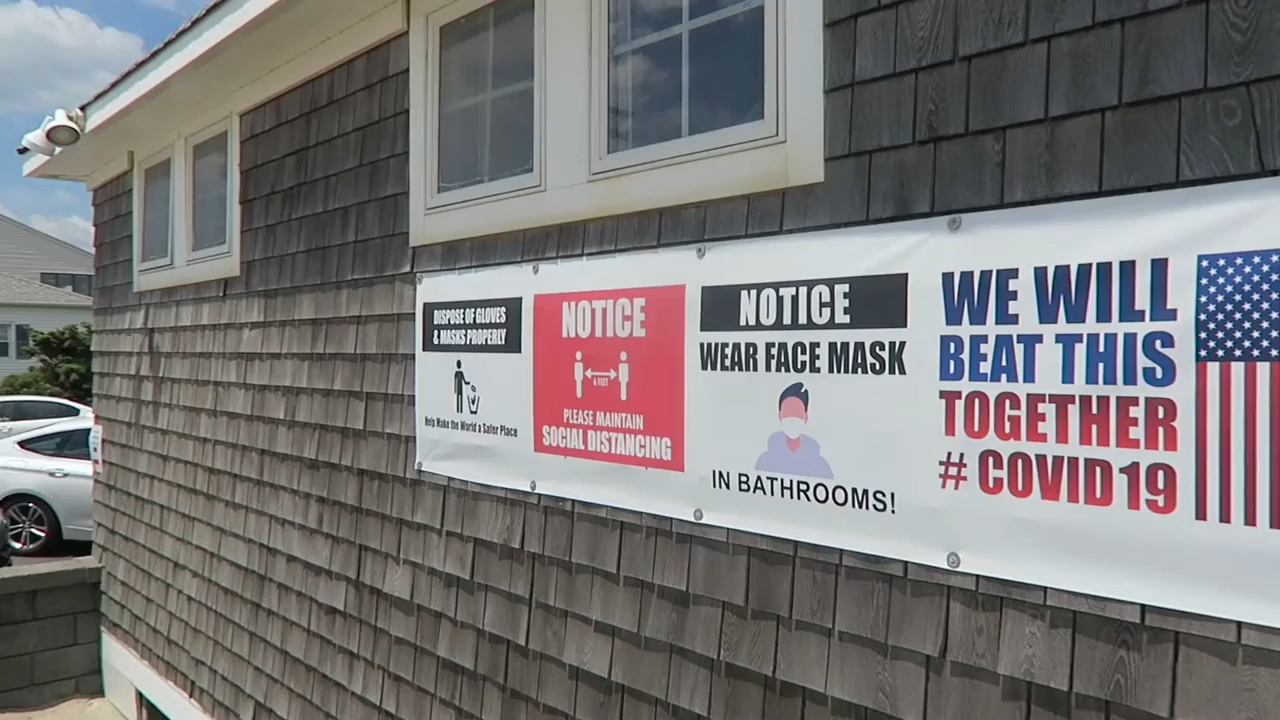 DISPOSE OF GLOVES
& MASKS PROPERLY
Help Make the World a Safer Place
NOTICE
6 FEET
PLEASE MAINTAIN
SOCIAL DISTANCING
NOTICE
WEAR FACE MASK
IN BATHROOMS!
WE WILL
BEAT THIS
TOGETHER
# COVID19